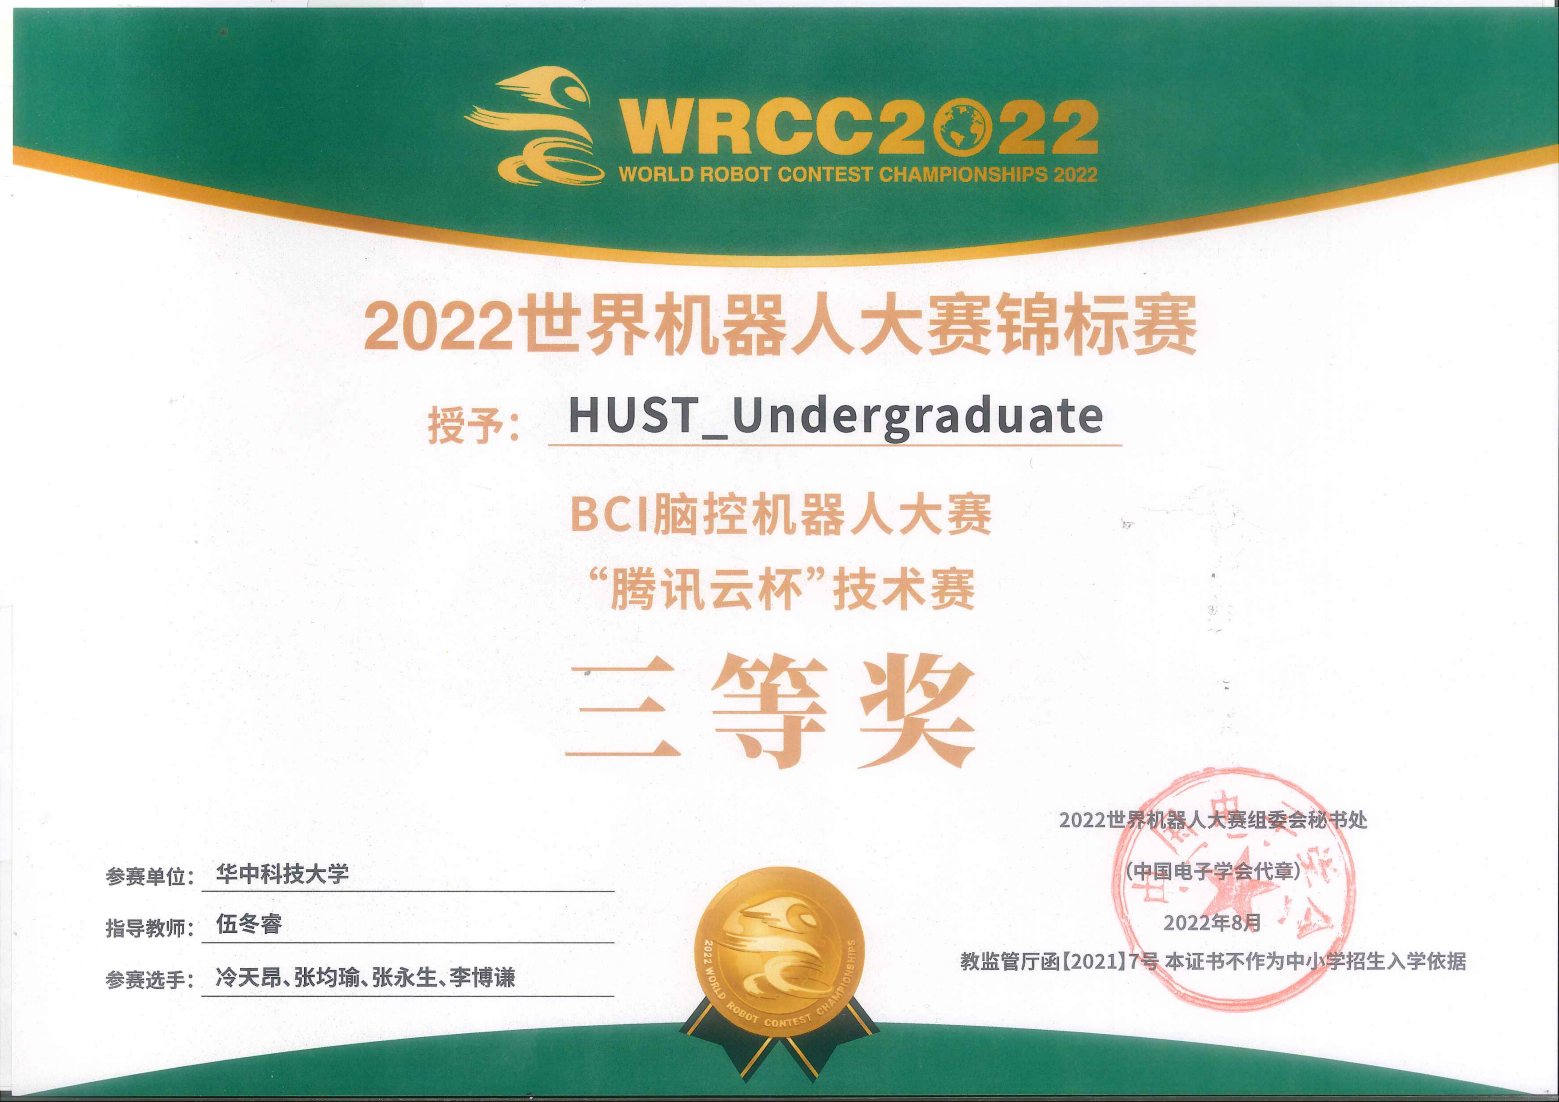 WRCC2022
WORLD ROBOT CONTEST CHAMPIONSHIPS 2022
2022世界机器人大赛锦标赛
授予： HUST_Undergraduate
BCI脑控机器人大赛
“腾讯云杯”技术赛
三等奖
2022世界机器人大赛组委会秘书处
（中国电子学会代章）
2022年8月
教监管厅函【2021】7号 本证书不作为中小学招生入学依据
参赛单位： 华中科技大学
指导教师： 伍冬睿
参赛选手： 冷天昂、张均瑜、张永生、李博谦
2022 WORLD ROBOT CONTEST CHAMPIONSHIPS
中国电子学会